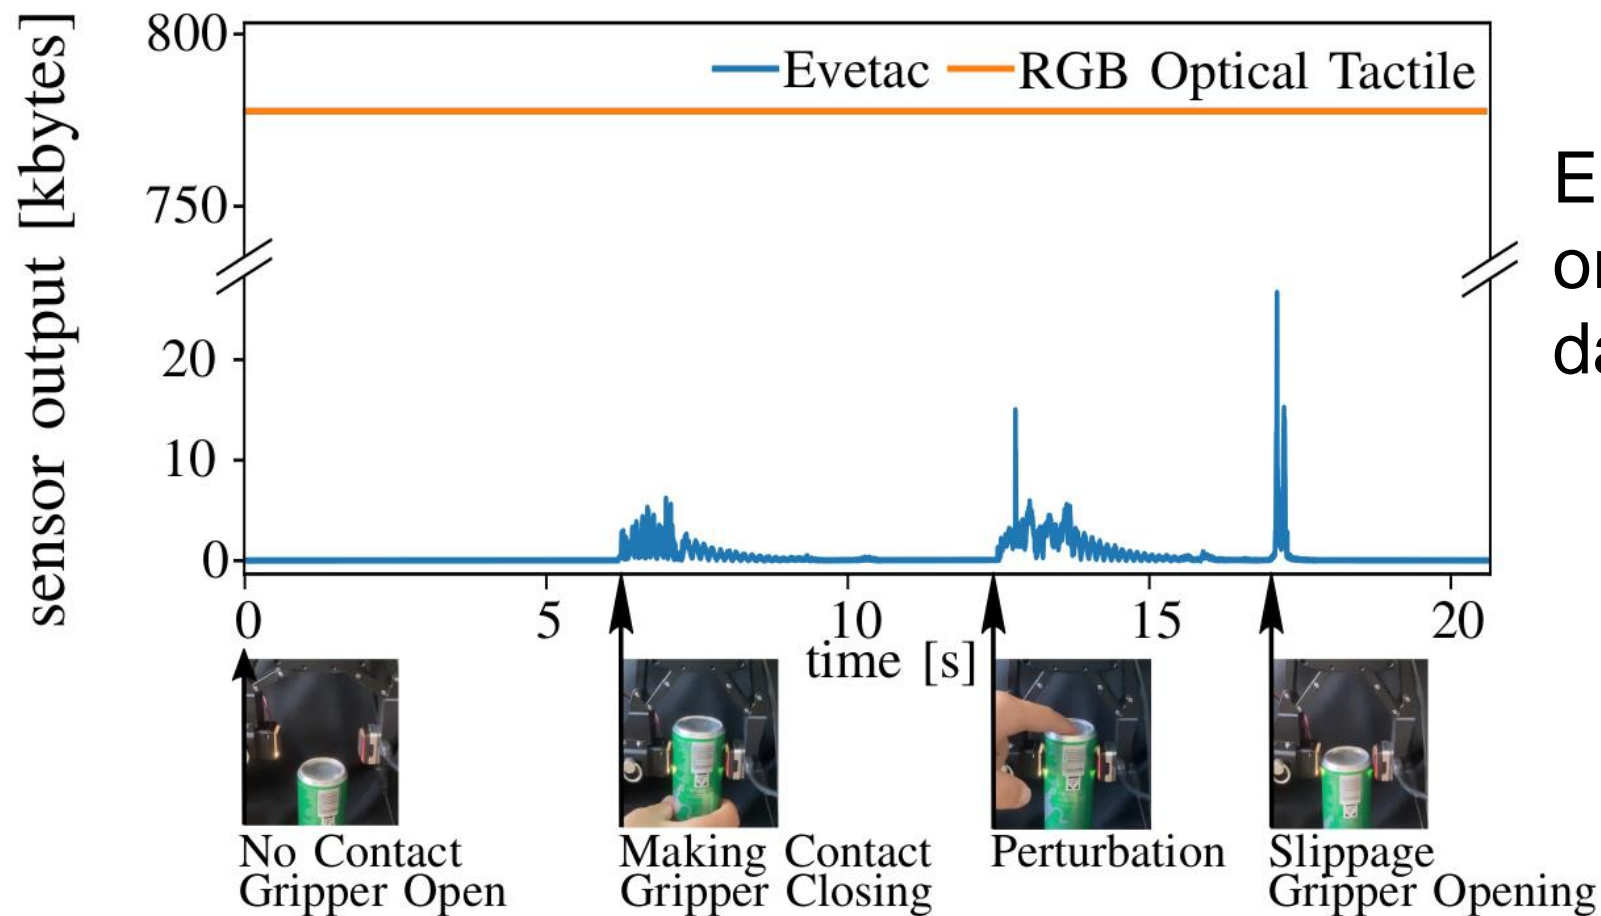 sensor output [kbytes]
800
750
20
10
0
Evetac
RGB Optical Tactile
0 5 10 15 20
time [s]
No Contact
Gripper Open
Making Contact
Gripper Closing
Perturbation
Slippage
Gripper Opening